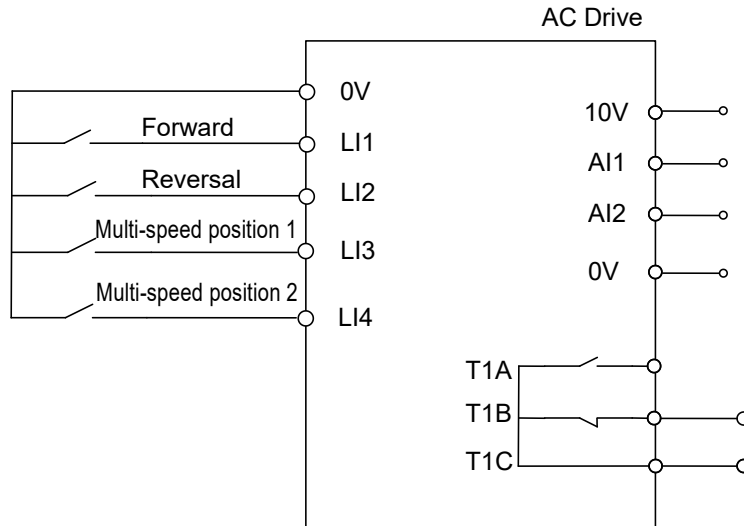 AC Drive
0V
10V
Forward
LI1
AI1
Reversal
LI2
AI2
Multi-speed position 1
LI3
0V
Multi-speed position 2
LI4
T1A
T1B
T1C